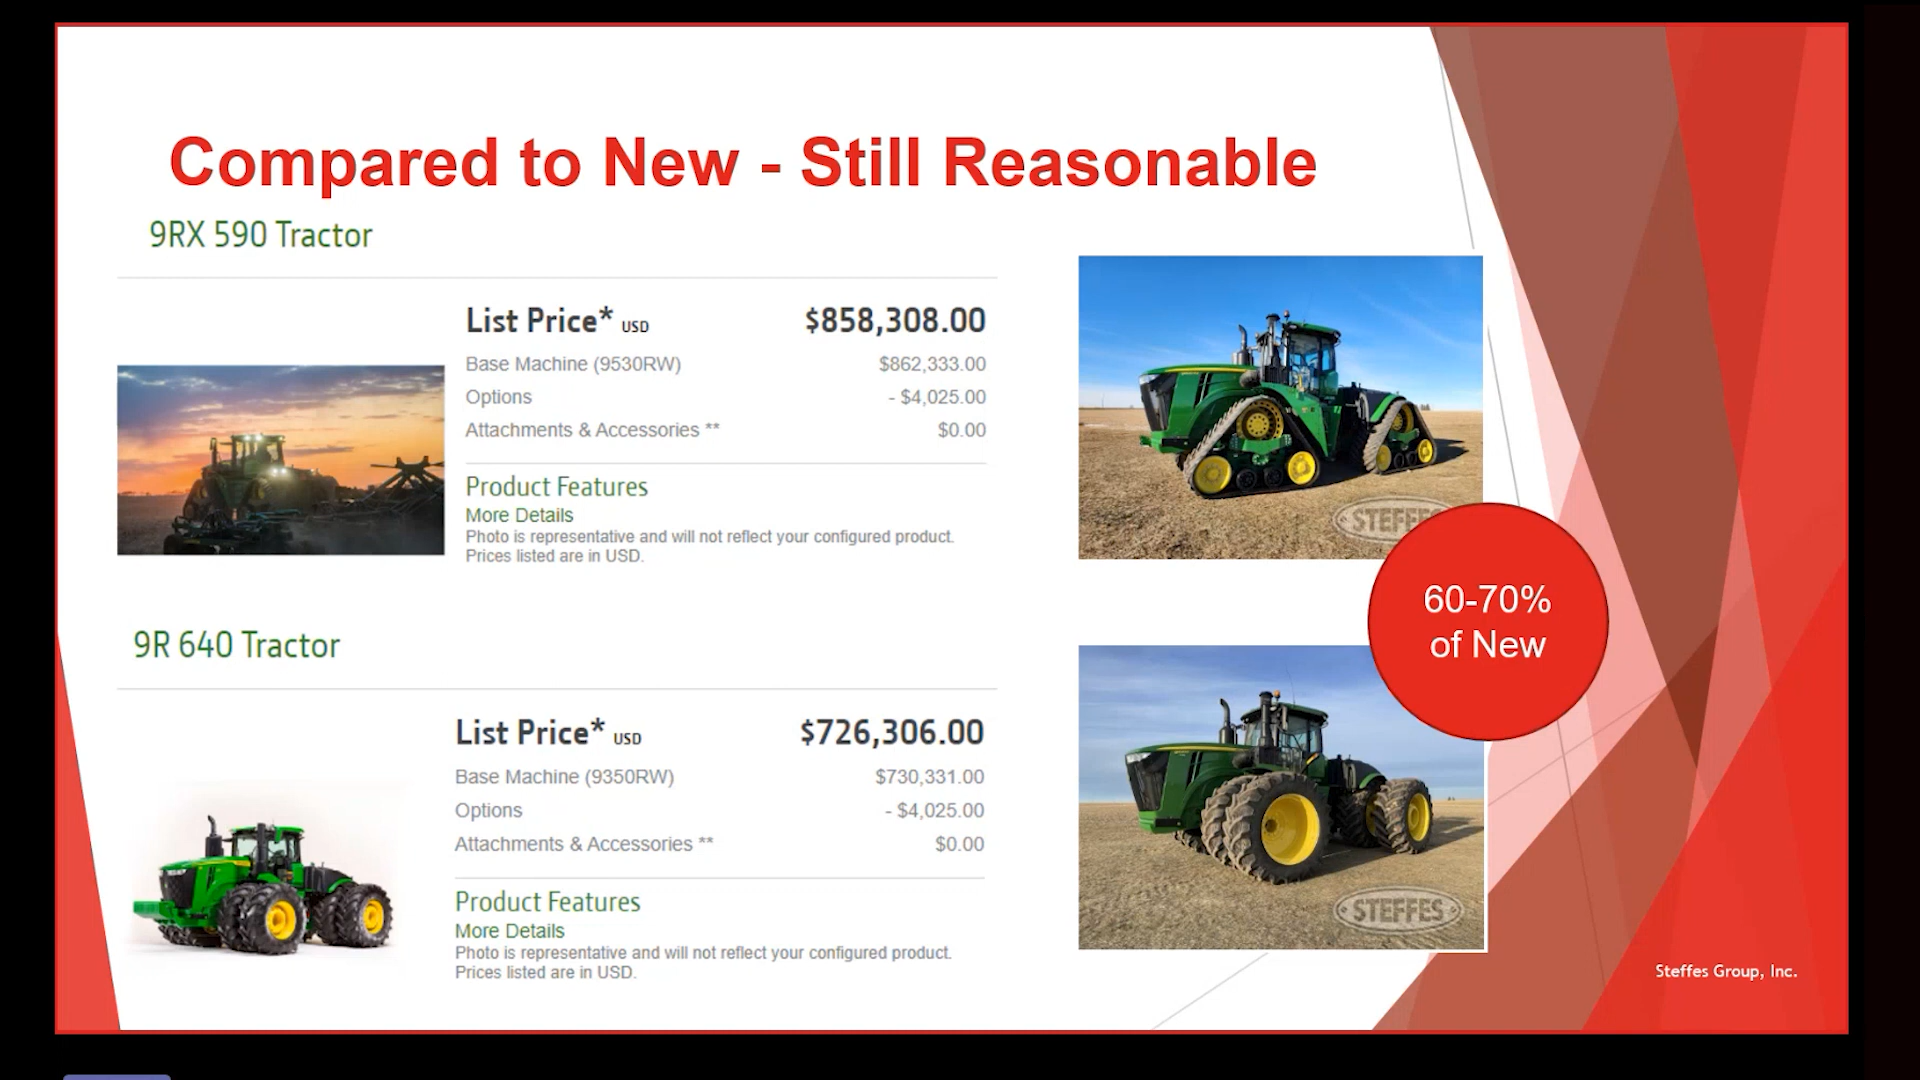 Compared to New - Still Reasonable
9RX 590 Tractor
List Price* USD $858,308.00
Base Machine (9530RW) $862,333.00
Options - $4,025.00
Attachments & Accessories ** $0.00
Product Features
More Details
Photo is representative and will not reflect your configured product.
Prices listed are in USD.
STEFFES
60-70%
of New
9R 640 Tractor
List Price* USD $726,306.00
Base Machine (9350RW) $730,331.00
Options - $4,025.00
Attachments & Accessories ** $0.00
Product Features
More Details
Photo is representative and will not reflect your configured product.
Prices listed are in USD.
STEFFES
Steffes Group, Inc.